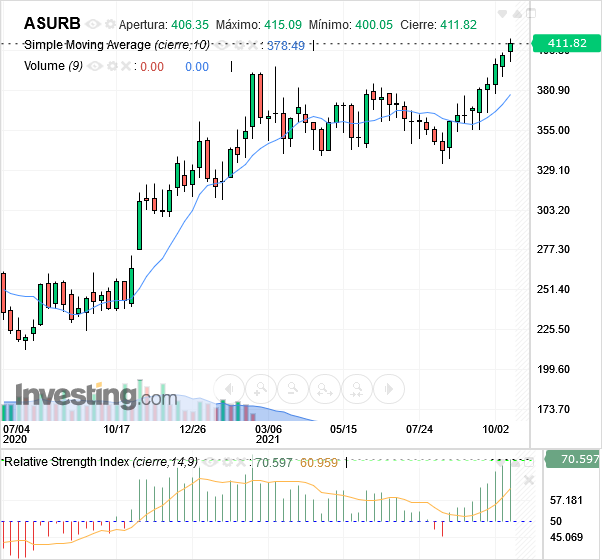 ASURB Apertura: 406.35 Máximo: 415.09 Mínimo: 400.05 Cierre: 411.82
Simple Moving Average (cierre,10) : 378.49
411.82
Volume (9) : 0.00 0.00
380.90
355.00
329.10
303.20
277.30
251.40
225.50
199.60
Investing.com
173.70
07/04 10/17 12/26 03/06 05/15 07/24 10/02
2020 2021
Relative Strength Index (cierre,14,9) : 70.597 60.959
70.597
57.181
50
45.069